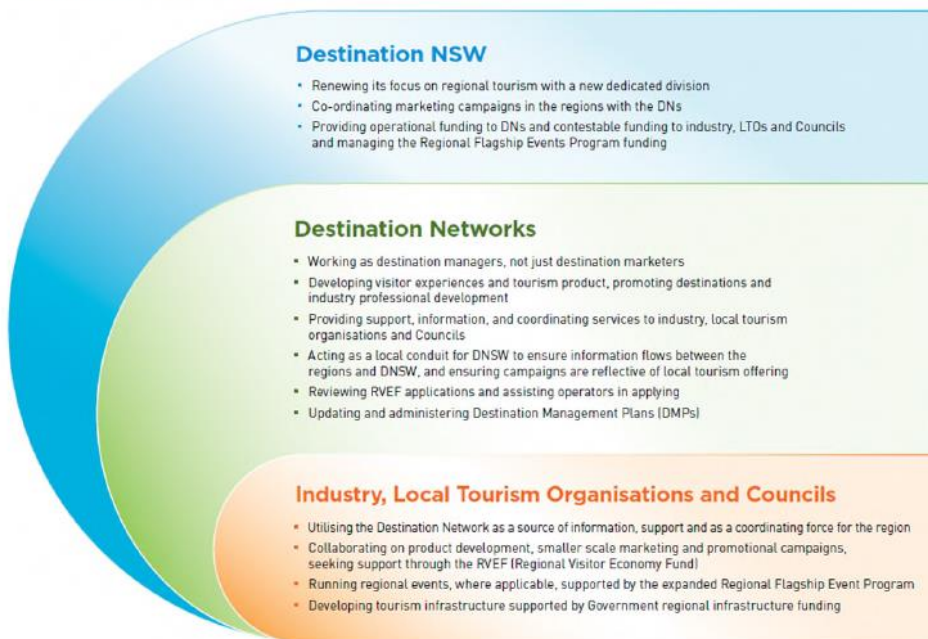 Destination NSW
• Renewing its focus on regional tourism with a new dedicated division
• Co-ordinating marketing campaigns in the regions with the DNs
• Providing operational funding to DNs and contestable funding to industry, LTOs and Councils
and managing the Regional Flagship Events Program funding
Destination Networks
▪ Working as destination managers, not just destination marketers
▪ Developing visitor experiences and tourism product, promoting destinations and
industry professional development
▪ Providing support, information, and coordinating services to industry, local tourism
organisations and Councils
▪ Acting as a local conduit for DNSW to ensure information flows between the
regions and DNSW, and ensuring campaigns are reflective of local tourism offering
▪ Reviewing RVEF applications and assisting operators in applying
▪ Updating and administering Destination Management Plans (DMPs)
Industry, Local Tourism Organisations and Councils
▪ Utilising the Destination Network as a source of information, support and as a coordinating force for the region
▪ Collaborating on product development, smaller scale marketing and promotional campaigns,
seeking support through the RVEF (Regional Visitor Economy Fund)
▪ Running regional events, where applicable, supported by the expanded Regional Flagship Event Program
▪ Developing tourism infrastructure supported by Government regional infrastructure funding